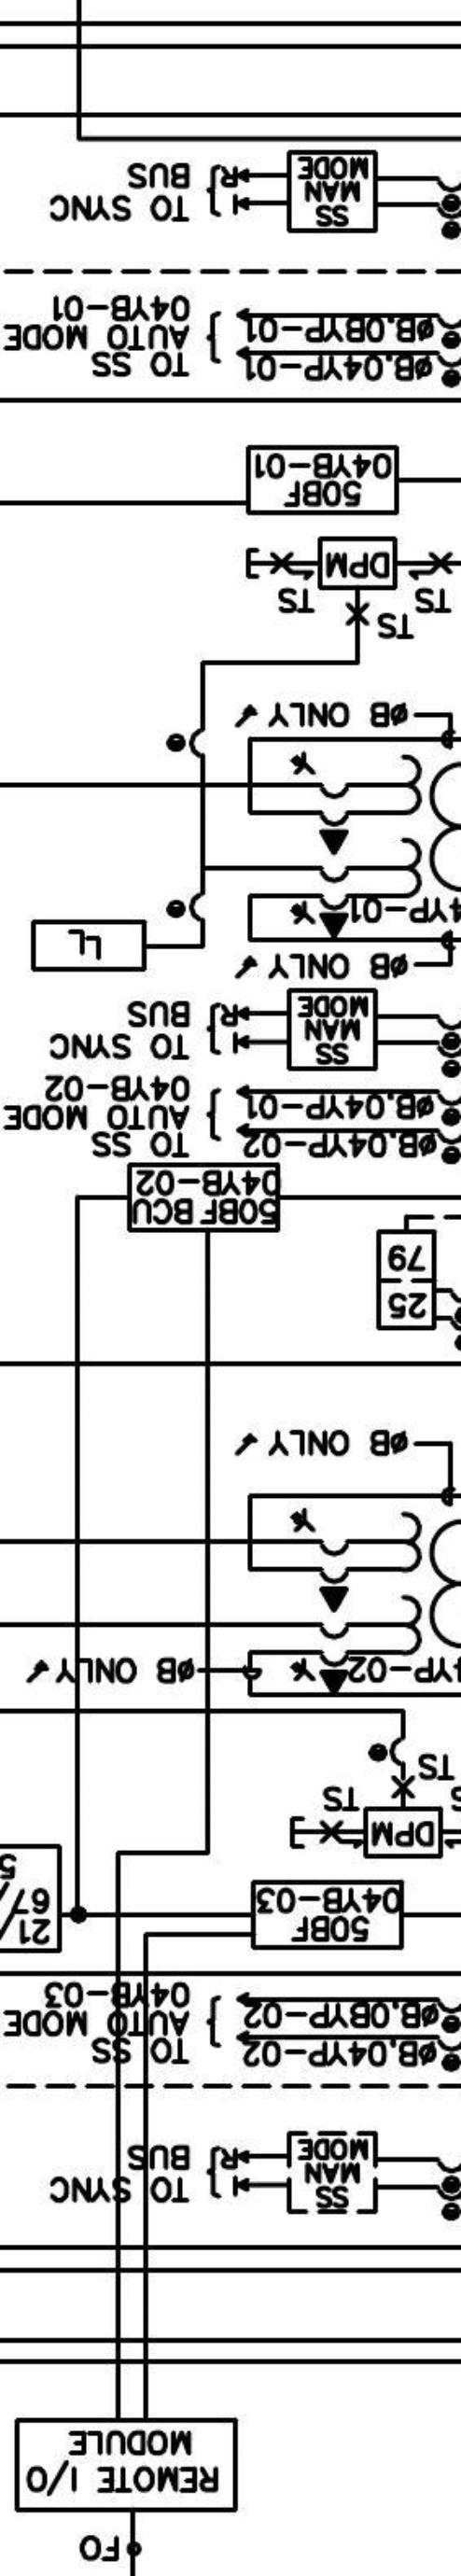 FO
REMOTE I/O
MODULE
SS
MAN
MODE
I
R
TO SYNC
BUS
øB.04YP-02
øB.08YP-02
TO SS
AUTO MODE
04YB-03
50BF
04YB-03
21
67/
5
DPM
TS
TS
4YP-02
øB ONLY
Y
Y
øB ONLY
25
79
50BF BCU
04YB-02
øB.04YP-02
øB.04YP-01
TO SS
AUTO MODE
04YB-02
SS
MAN
MODE
I
R
TO SYNC
BUS
øB ONLY
LL
4YP-01
Y
Y
øB ONLY
TS
TS
TS
DPM
50BF
04YB-01
øB.04YP-01
øB.08YP-01
TO SS
AUTO MODE
04YB-01
SS
MAN
MODE
I
R
TO SYNC
BUS